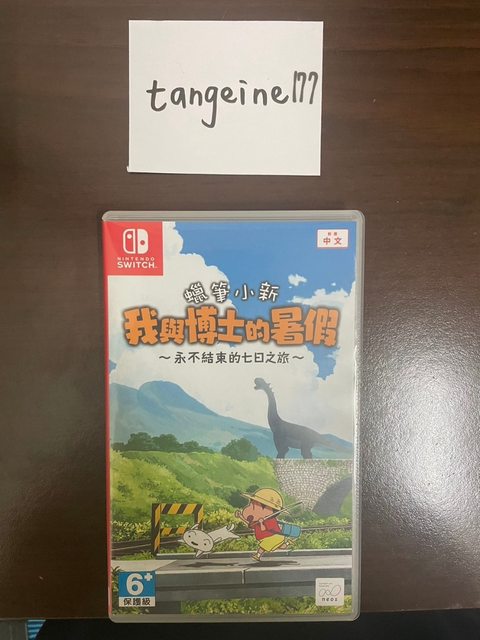 tangeine177
NINTENDO
SWITCH
中文
蠟筆小新
我與博士的暑假
～永不結束的七日之旅～
6+
保護級
neos